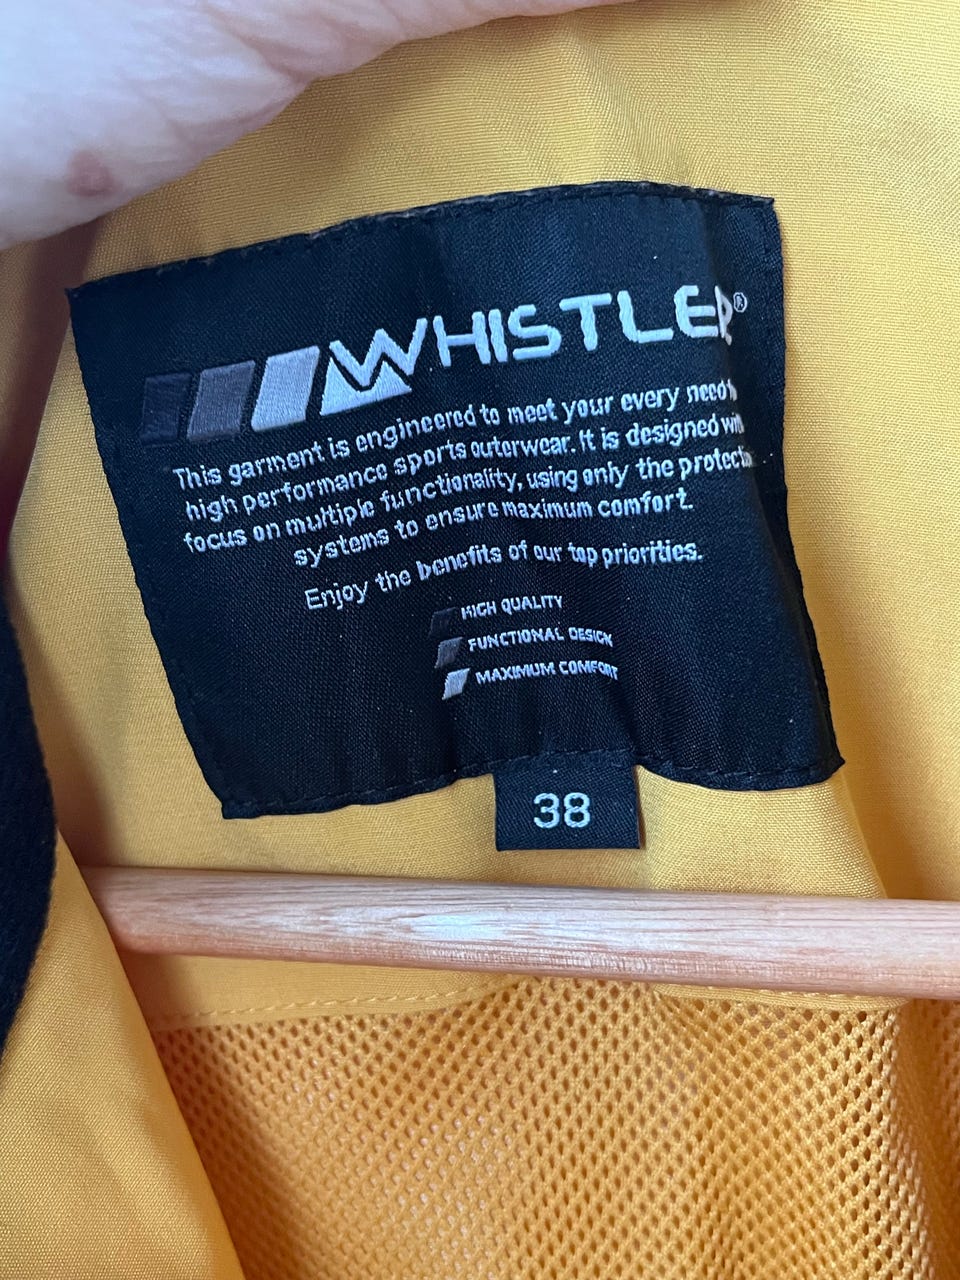 WHISTLER®
This garment is engineered to meet your every need
high performance sports outerwear. It is designed
focus on multiple functionality, using only the
systems to ensure maximum comfort.
Enjoy the benefits of our top priorities.
HIGH QUALITY
FUNCTIONAL DESIGN
MAXIMUM COMFORT
38